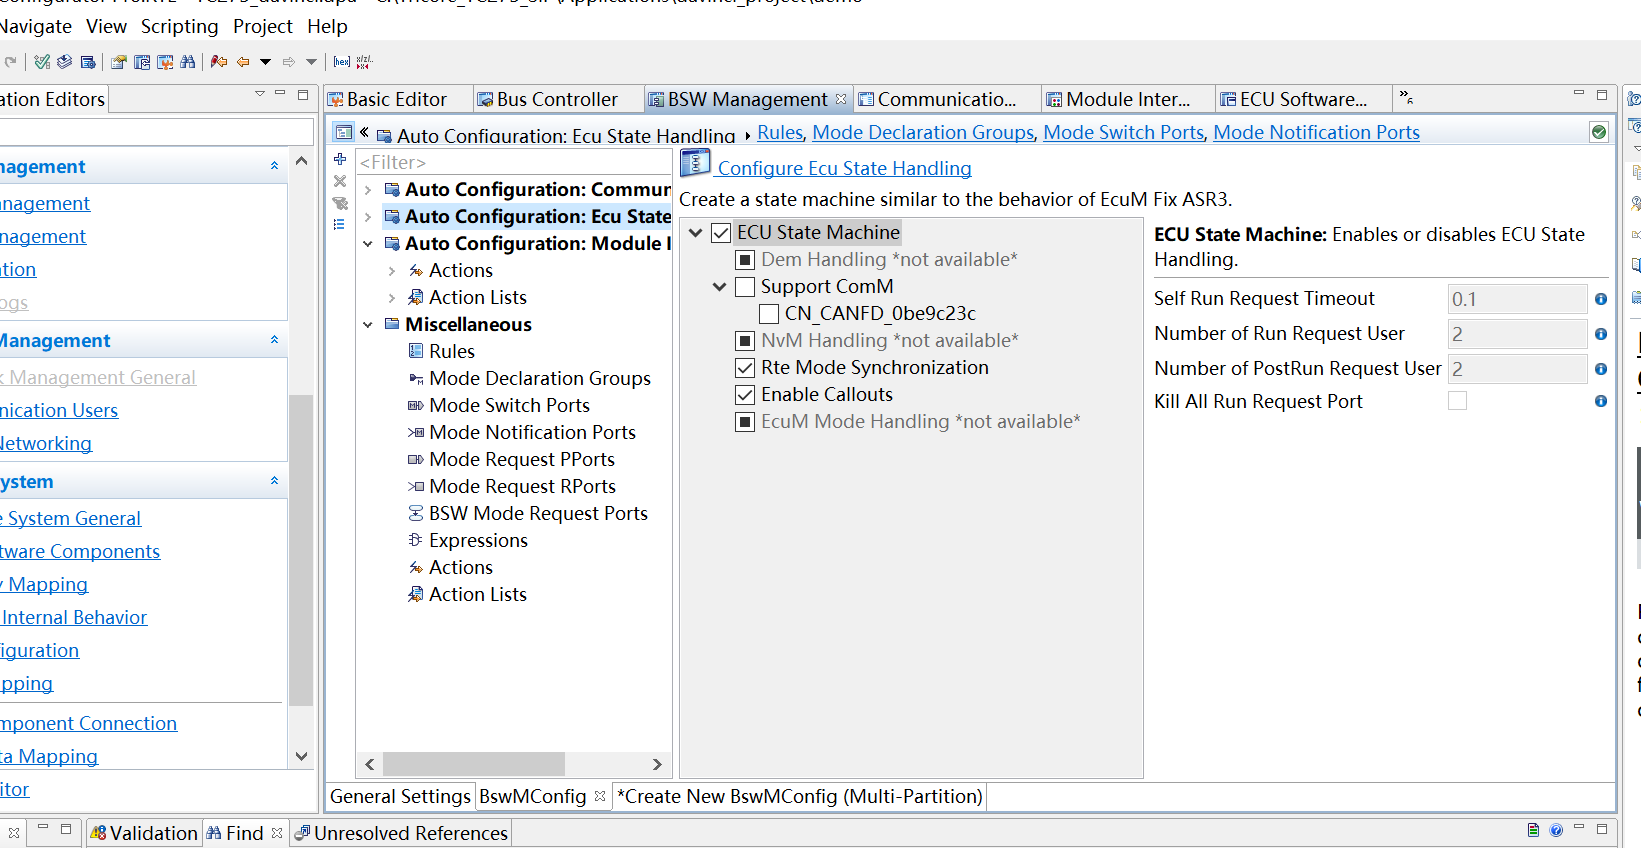 Navigate View Scripting Project Help
ation Editors
Basic Editor
Bus Controller
BSW Management
Communicatio...
Module Inter...
ECU Software...
»6
nagement
anagement
nagement
ation
ogs
Management
k Management General
nication Users
Networking
ystem
e System General
tware Components
y Mapping
Internal Behavior
figuration
pping
mponent Connection
ta Mapping
itor
« Auto Configuration: Ecu State Handling ▸ Rules, Mode Declaration Groups, Mode Switch Ports, Mode Notification Ports
<Filter>
Auto Configuration: Commun
Auto Configuration: Ecu State
Auto Configuration: Module I
Actions
Action Lists
Miscellaneous
Rules
Mode Declaration Groups
Mode Switch Ports
Mode Notification Ports
Mode Request PPorts
Mode Request RPorts
BSW Mode Request Ports
Expressions
Actions
Action Lists
Configure Ecu State Handling
Create a state machine similar to the behavior of EcuM Fix ASR3.
ECU State Machine
Dem Handling *not available*
Support ComM
CN_CANFD_0be9c23c
NvM Handling *not available*
Rte Mode Synchronization
Enable Callouts
EcuM Mode Handling *not available*
ECU State Machine: Enables or disables ECU State
Handling.
Self Run Request Timeout 0.1
Number of Run Request User 2
Number of PostRun Request User 2
Kill All Run Request Port
General Settings
BswMConfig
*Create New BswMConfig (Multi-Partition)
Validation
Find
Unresolved References